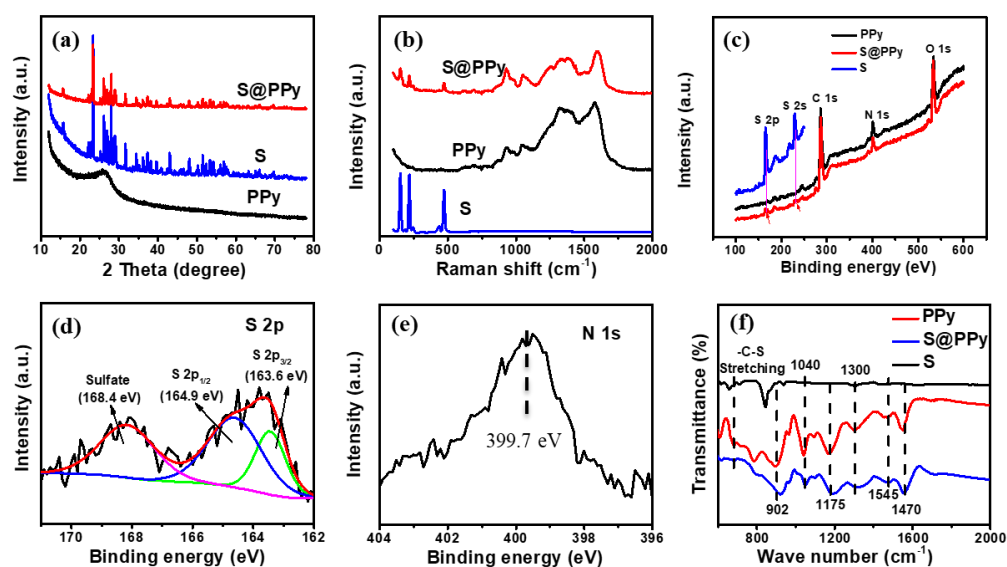 (a)
Intensity (a.u.)
S@PPy
S
PPy
12 20 30 40 50 60 70 80
2 Theta (degree)
(b)
Intensity (a.u.)
S@PPy
PPy
S
0 500 1000 1500 2000
Raman shift (cm-1)
(c)
Intensity (a.u.)
PPy
S@PPy
S
S 2p
S 2s
C 1s
N 1s
O 1s
100 200 300 400 500 600
Binding energy (eV)
(d)
Intensity (a.u.)
S 2p
Sulfate
(168.4 eV)
S 2p1/2
(164.9 eV)
S 2p3/2
(163.6 eV)
170 168 166 164 162
Binding energy (eV)
(e)
Intensity (a.u.)
N 1s
399.7 eV
404 402 400 398 396
Binding energy (eV)
(f)
Transmittance (%)
PPy
S@PPy
S
-C-S
Stretching
1040
1300
902
1175
1545
1470
800 1000 1200 1400 1600 1800 2000
Wave number (cm-1)